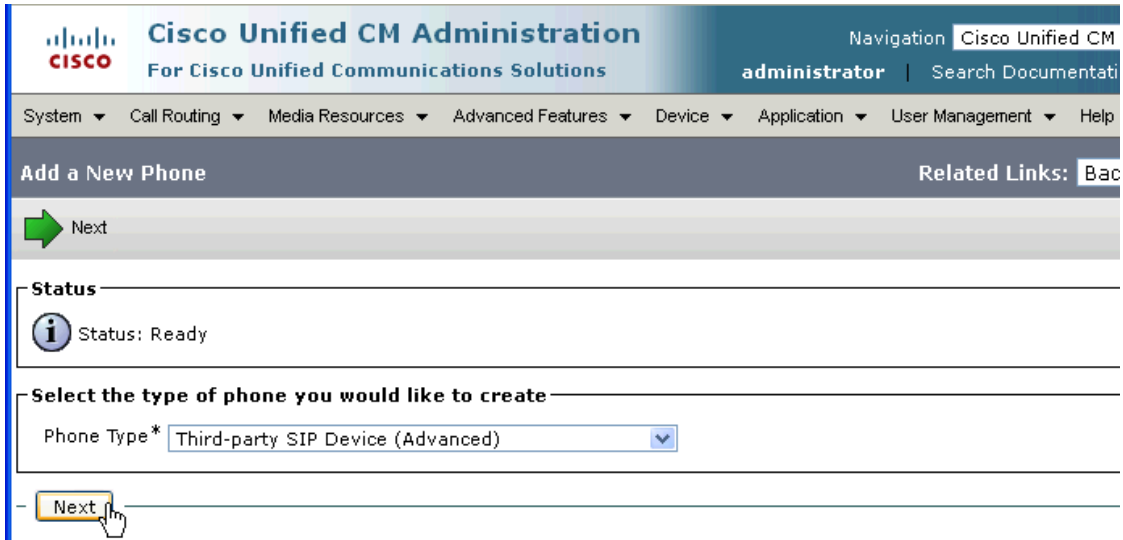 CISCO
Cisco Unified CM Administration
For Cisco Unified Communications Solutions
Navigation Cisco Unified CM
administrator | Search Documentati
System Call Routing Media Resources Advanced Features Device Application User Management Help
Add a New Phone
Related Links: Bac
Next
Status
Status: Ready
Select the type of phone you would like to create
Phone Type* Third-party SIP Device (Advanced)
Next